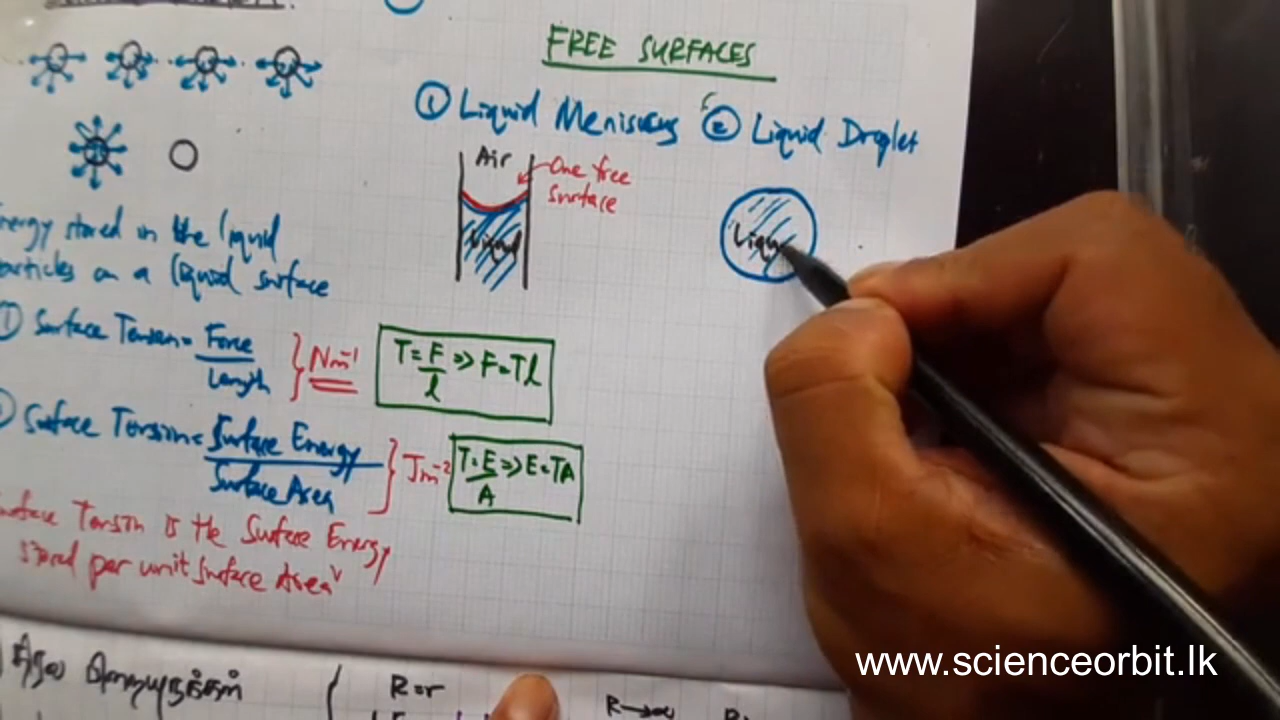 FREE SURFACES
① Liquid Meniscus
② Liquid Droplet
Air
One free
Surface
Liquid
Liqu
nergy stored in the liquid
articles on a liquid surface
① Surface Tension = Force
Length
} Nm⁻¹
T = F/l => F = Tl
Surface Tension = Surface Energy
Surface Area
} Jm⁻²
T = E/A => E = TA
urface Tension is the Surface Energy
stored per unit Surface Area
R=r
R→∞
www.scienceorbit.lk